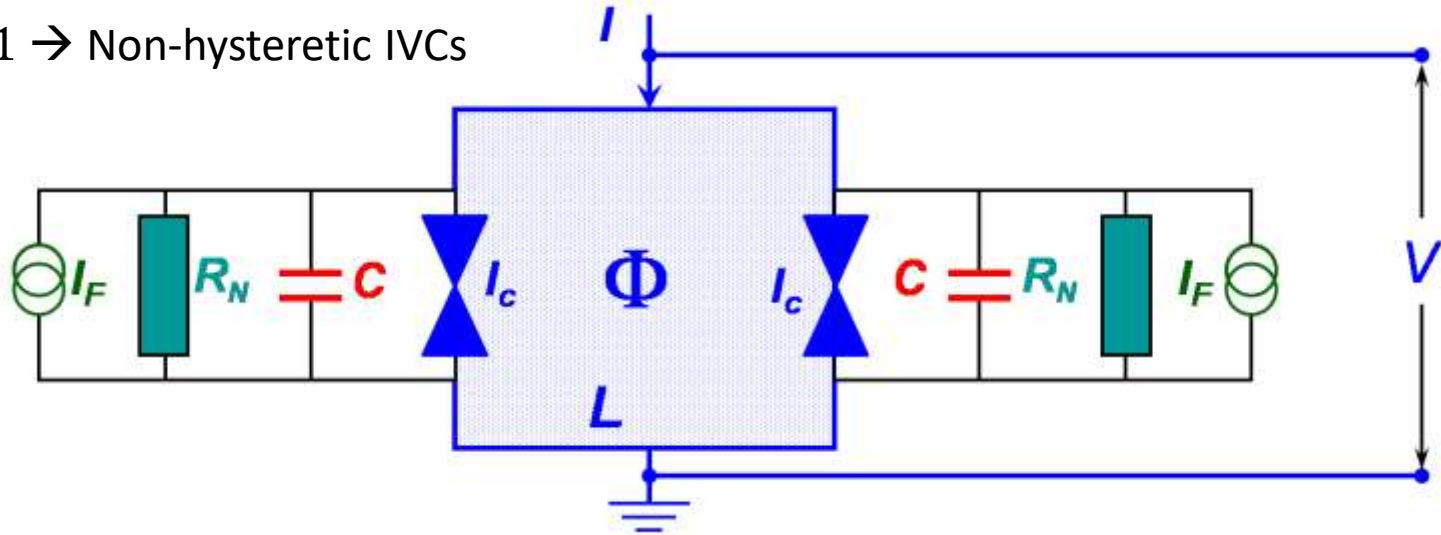 1 → Non-hysteretic IVCs
I
I_F R_N C I_c Φ I_c C R_N I_F V
L